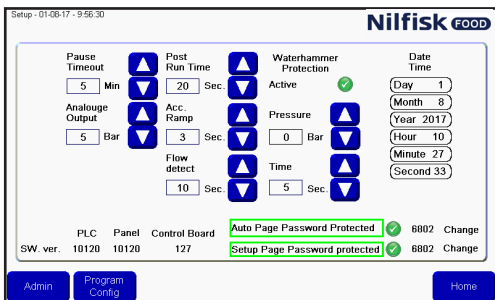 Setup - 01-08-17 - 9:56:30
Nilfisk FOOD
Pause Timeout
5 Min
Post Run Time
20 Sec.
Waterhammer Protection
Active
Date Time
Day 1
Month 8
Year 2017
Hour 10
Minute 27
Second 33
Analouge Output
5 Bar
Acc. Ramp
3 Sec.
Pressure
0 Bar
Flow detect
10 Sec.
Time
5 Sec.
PLC Panel Control Board
SW. ver. 10120 10120 127
Auto Page Password Protected 6802 Change
Setup Page Password protected 6802 Change
Admin
Program Config
Home